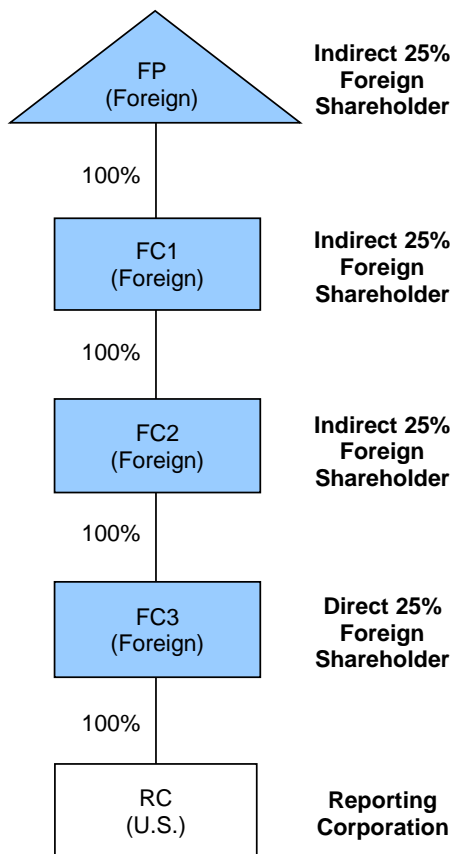 FP
(Foreign)
Indirect 25%
Foreign
Shareholder
100%
FC1
(Foreign)
Indirect 25%
Foreign
Shareholder
100%
FC2
(Foreign)
Indirect 25%
Foreign
Shareholder
100%
FC3
(Foreign)
Direct 25%
Foreign
Shareholder
100%
RC
(U.S.)
Reporting
Corporation